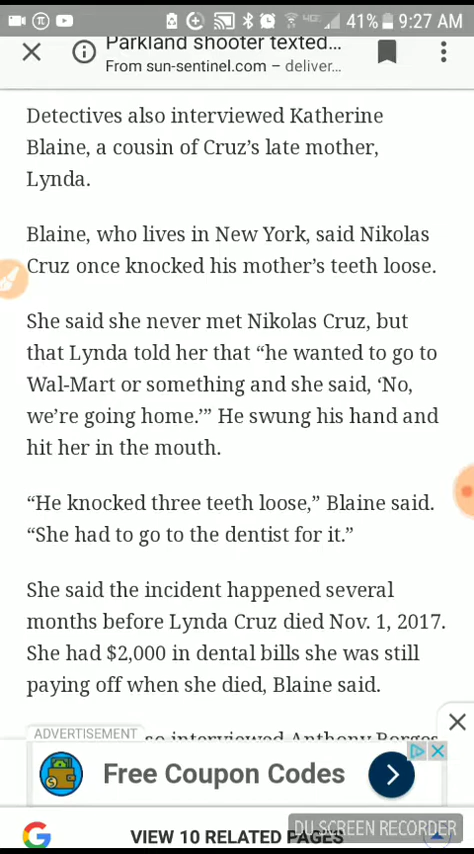 41% 9:27 AM
Parkland shooter texted...
From sun-sentinel.com – deliver...
Detectives also interviewed Katherine
Blaine, a cousin of Cruz's late mother,
Lynda.
Blaine, who lives in New York, said Nikolas
Cruz once knocked his mother's teeth loose.
She said she never met Nikolas Cruz, but
that Lynda told her that “he wanted to go to
Wal-Mart or something and she said, ‘No,
we're going home.’” He swung his hand and
hit her in the mouth.
“He knocked three teeth loose,” Blaine said.
“She had to go to the dentist for it.”
She said the incident happened several
months before Lynda Cruz died Nov. 1, 2017.
She had $2,000 in dental bills she was still
paying off when she died, Blaine said.
ADVERTISEMENT
so interviewed Anthony Borges
Free Coupon Codes
VIEW 10 RELATED PAGES
DU SCREEN RECORDER